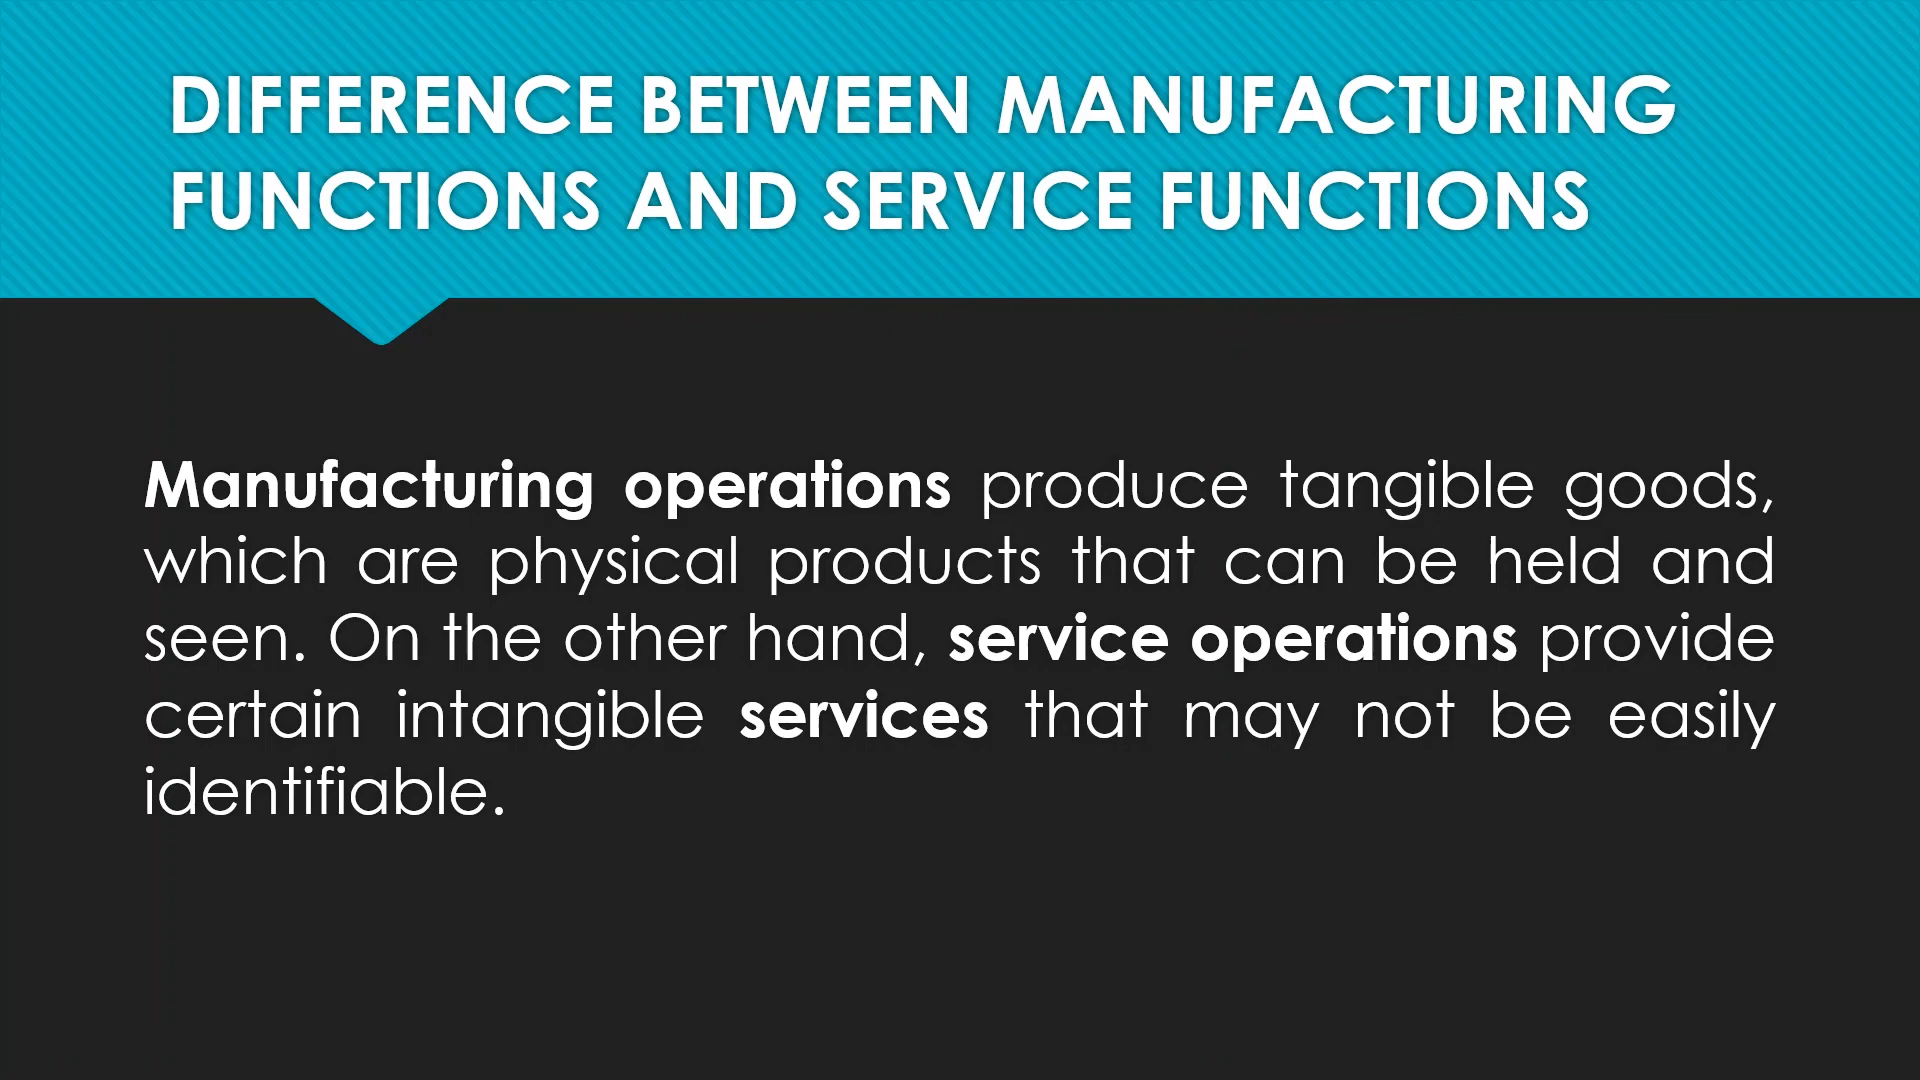 DIFFERENCE BETWEEN MANUFACTURING
FUNCTIONS AND SERVICE FUNCTIONS
Manufacturing operations produce tangible goods,
which are physical products that can be held and
seen. On the other hand, service operations provide
certain intangible services that may not be easily
identifiable.